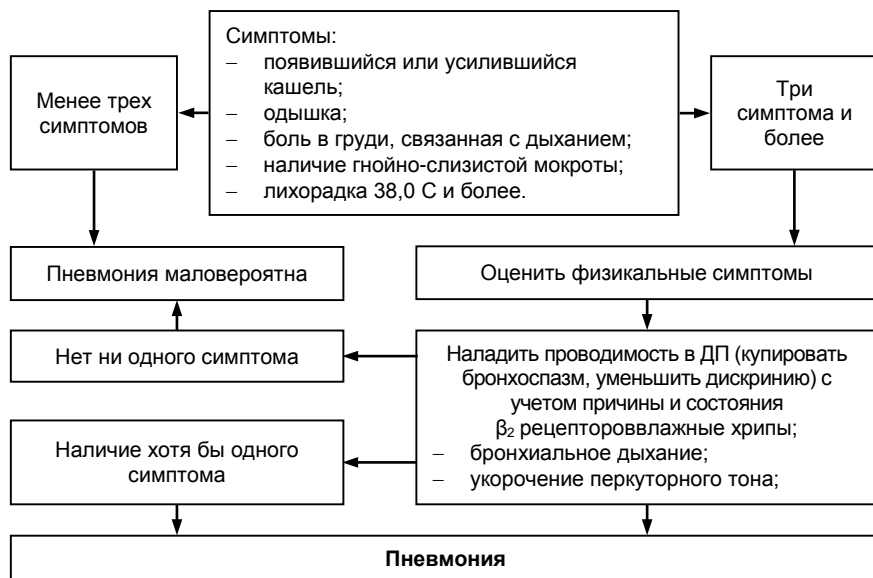 Симптомы:
– появившийся или усилившийся
кашель;
– одышка;
– боль в груди, связанная с дыханием;
– наличие гнойно-слизистой мокроты;
– лихорадка 38,0 С и более.
Менее трех
симптомов
Три
симптома и
более
Пневмония маловероятна
Оценить физикальные симптомы
Нет ни одного симптома
Наладить проводимость в ДП (купировать
бронхоспазм, уменьшить дискринию) с
учетом причины и состояния
β₂ рецептороввлажные хрипы;
– бронхиальное дыхание;
– укорочение перкуторного тона;
Наличие хотя бы одного
симптома
Пневмония